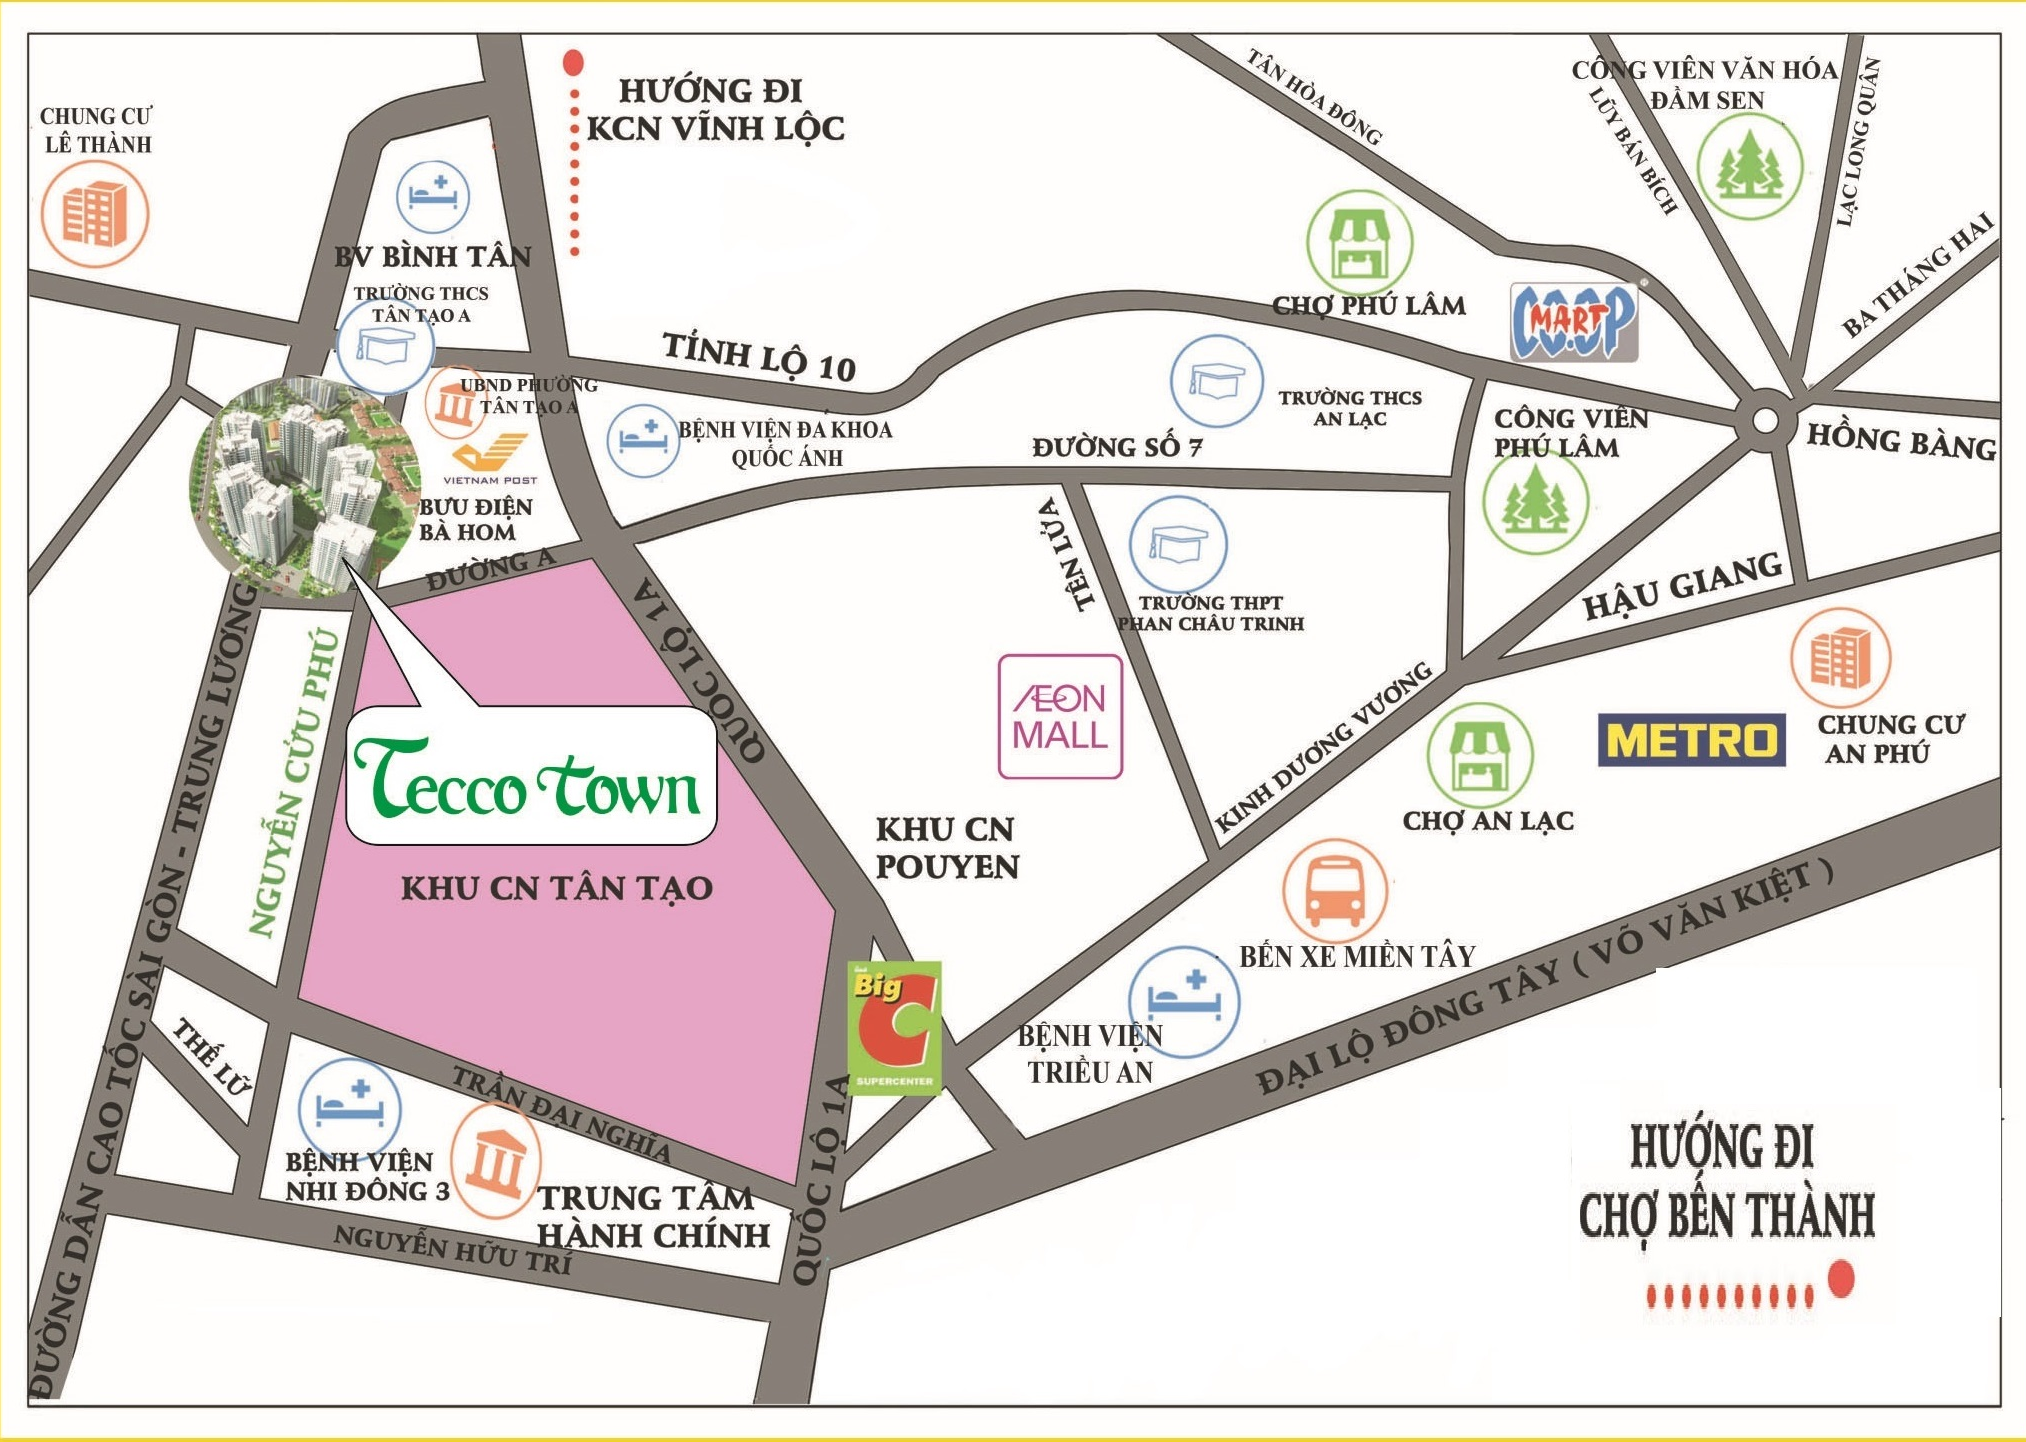 HƯỚNG ĐI
KCN VĨNH LỘC
CHUNG CƯ
LÊ THÀNH
BV BÌNH TÂN
TRƯỜNG THCS
TÂN TẠO A
UBND PHƯỜNG
TÂN TẠO A
VIETNAM POST
BƯU ĐIỆN
BÀ HOM
ĐƯỜNG A
TỈNH LỘ 10
BỆNH VIỆN ĐA KHOA
QUỐC ÁNH
TÂN HÒA ĐÔNG
CÔNG VIÊN VĂN HÓA
ĐẦM SEN
LŨY BÁN BÍCH
LẠC LONG QUÂN
BA THÁNG HAI
CHỢ PHÚ LÂM
CO.OP
MART
TRƯỜNG THCS
AN LẠC
CÔNG VIÊN
PHÚ LÂM
HỒNG BÀNG
ĐƯỜNG SỐ 7
TÊN LỬA
TRƯỜNG THPT
PHAN CHÂU TRINH
HẬU GIANG
QUỐC LỘ 1A
ÆON
MALL
KINH DƯƠNG VƯƠNG
METRO
CHUNG CƯ
AN PHÚ
CHỢ AN LẠC
Tecco Town
KHU CN TÂN TẠO
KHU CN
POUYEN
NGUYỄN CỬU PHÚ
ĐƯỜNG DẪN CAO TỐC SÀI GÒN - TRUNG LƯƠNG
BẾN XE MIỀN TÂY
BỆNH VIỆN
TRIỀU AN
Big
C
SUPERCENTER
ĐẠI LỘ ĐÔNG TÂY ( VÕ VĂN KIỆT )
THẾ LỮ
TRẦN ĐẠI NGHĨA
BỆNH VIỆN
NHI ĐÔNG 3
TRUNG TÂM
HÀNH CHÍNH
NGUYỄN HỮU TRÍ
QUỐC LỘ 1A
HƯỚNG ĐI
CHỢ BẾN THÀNH